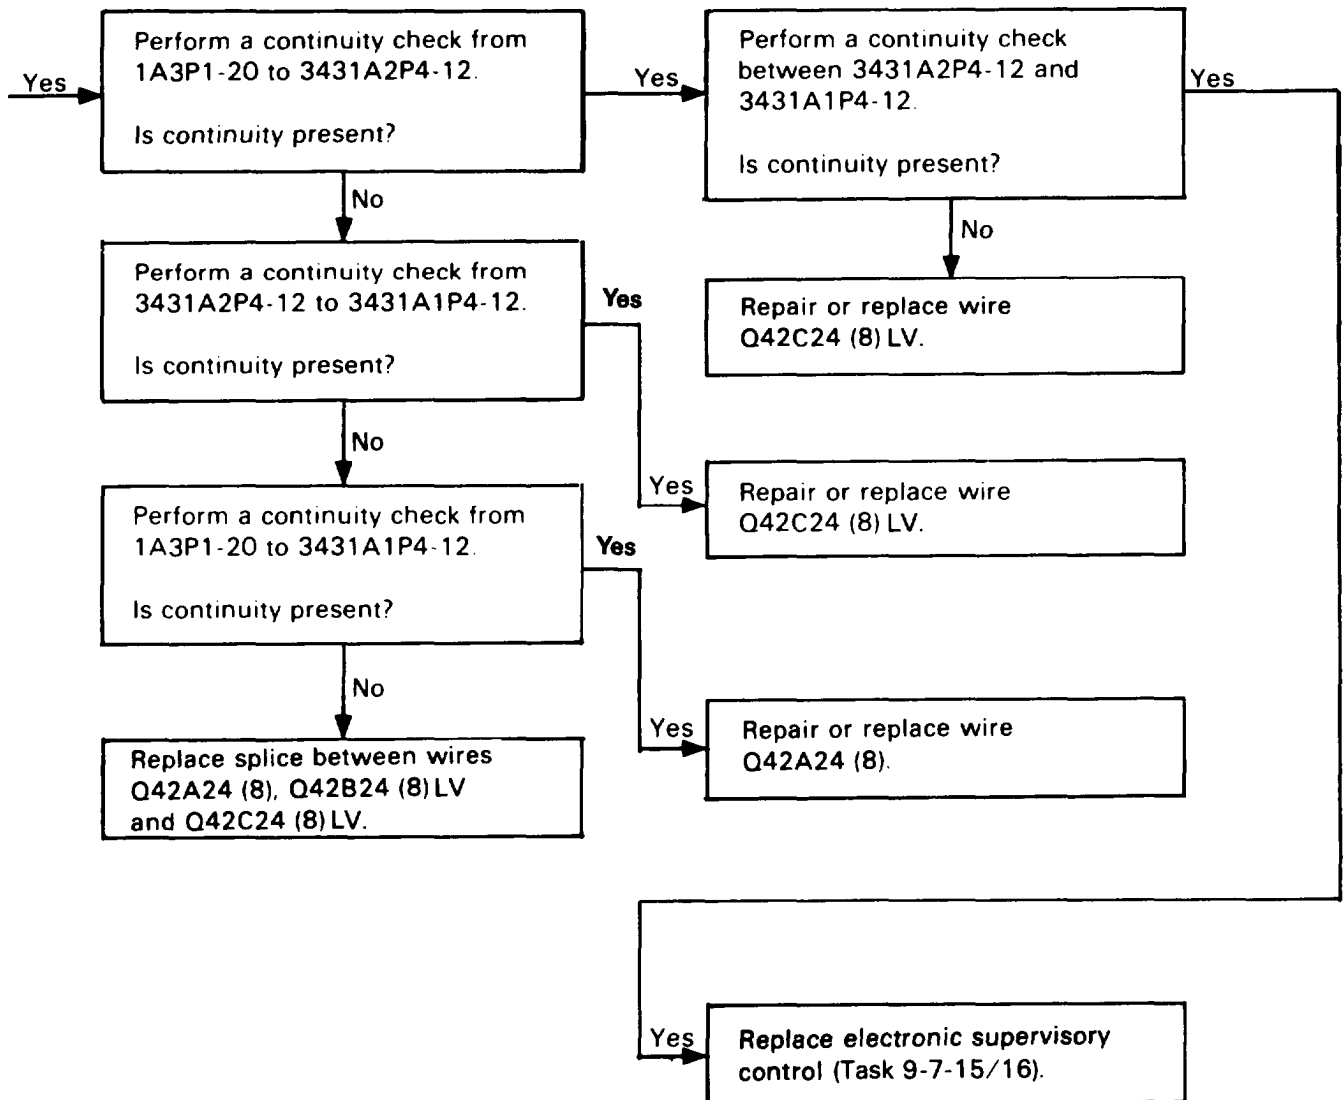 Yes
Perform a continuity check from
1A3P1-20 to 3431A2P4-12.
Is continuity present?
Yes
Perform a continuity check
between 3431A2P4-12 and
3431A1P4-12.
Is continuity present?
Yes
No
No
Perform a continuity check from
3431A2P4-12 to 3431A1P4-12.
Is continuity present?
Yes
Repair or replace wire
Q42C24 (8) LV.
No
Yes
Repair or replace wire
Q42C24 (8) LV.
Perform a continuity check from
1A3P1-20 to 3431A1P4-12.
Is continuity present?
Yes
No
Yes
Repair or replace wire
Q42A24 (8).
Replace splice between wires
Q42A24 (8), Q42B24 (8) LV
and Q42C24 (8) LV.
Yes
Replace electronic supervisory
control (Task 9-7-15/16).